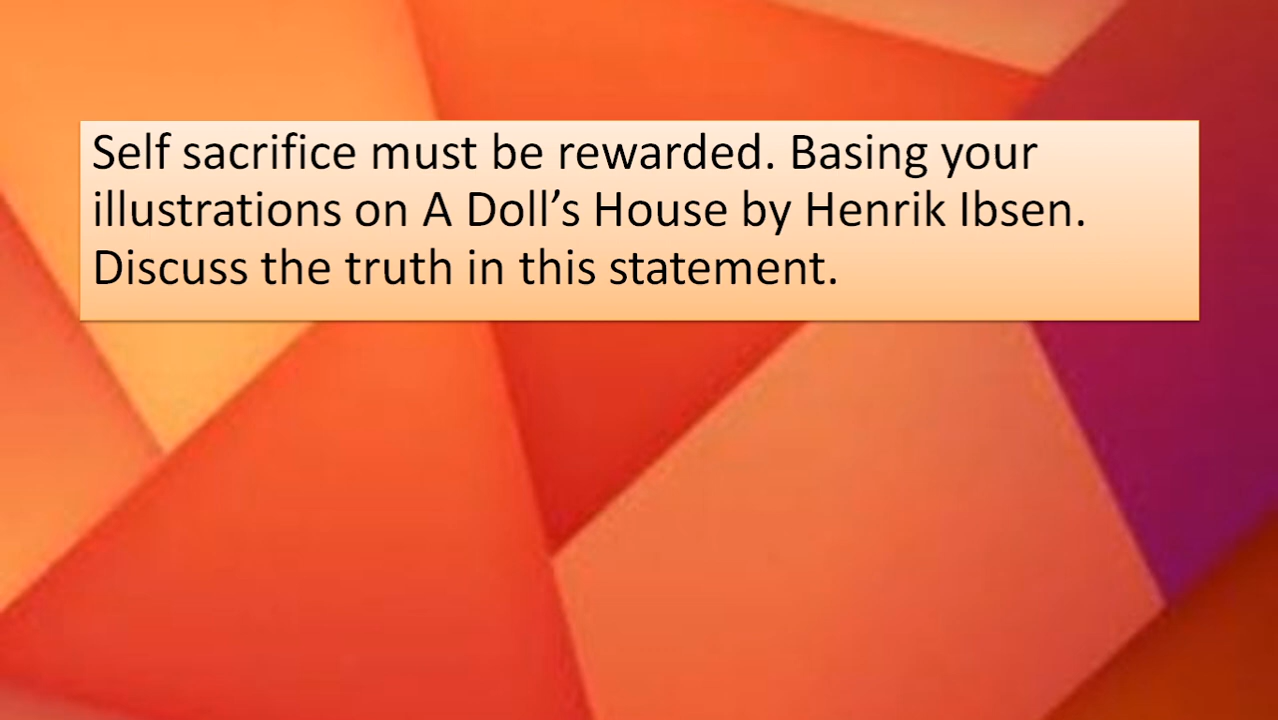 Self sacrifice must be rewarded. Basing your
illustrations on A Doll’s House by Henrik Ibsen.
Discuss the truth in this statement.